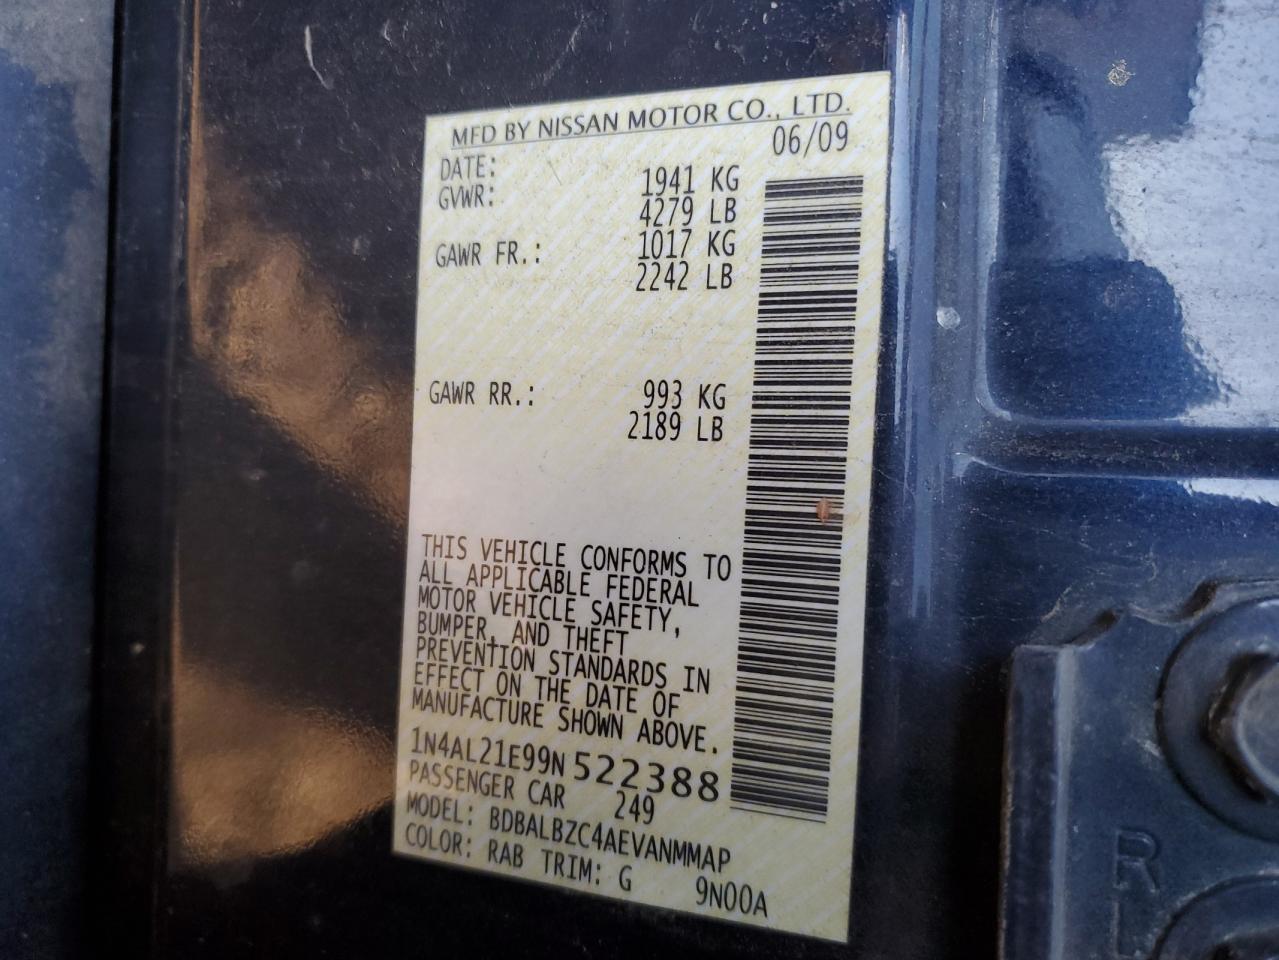 MFD BY NISSAN MOTOR CO., LTD.
DATE: 06/09
GVWR: 1941 KG
4279 LB
GAWR FR.: 1017 KG
2242 LB
GAWR RR.: 993 KG
2189 LB
THIS VEHICLE CONFORMS TO
ALL APPLICABLE FEDERAL
MOTOR VEHICLE SAFETY,
BUMPER, AND THEFT
PREVENTION STANDARDS IN
EFFECT ON THE DATE OF
MANUFACTURE SHOWN ABOVE.
1N4AL21E99N522388
PASSENGER CAR 249
MODEL: BDBALBZC4AEVANMMAP
COLOR: RAB TRIM: G 9N00A
R